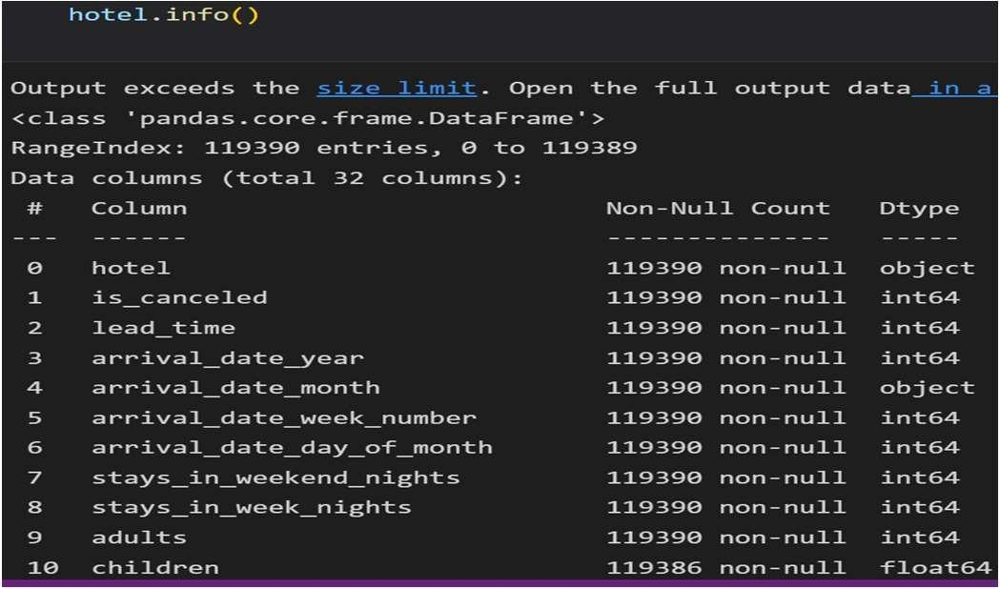 hotel.info()
Output exceeds the size limit. Open the full output data in a
<class 'pandas.core.frame.DataFrame'>
RangeIndex: 119390 entries, 0 to 119389
Data columns (total 32 columns):
 #   Column                          Non-Null Count   Dtype
---  ------                          --------------   -----
 0   hotel                           119390 non-null  object
 1   is_canceled                     119390 non-null  int64
 2   lead_time                       119390 non-null  int64
 3   arrival_date_year               119390 non-null  int64
 4   arrival_date_month              119390 non-null  object
 5   arrival_date_week_number        119390 non-null  int64
 6   arrival_date_day_of_month       119390 non-null  int64
 7   stays_in_weekend_nights         119390 non-null  int64
 8   stays_in_week_nights            119390 non-null  int64
 9   adults                          119390 non-null  int64
 10  children                        119386 non-null  float64